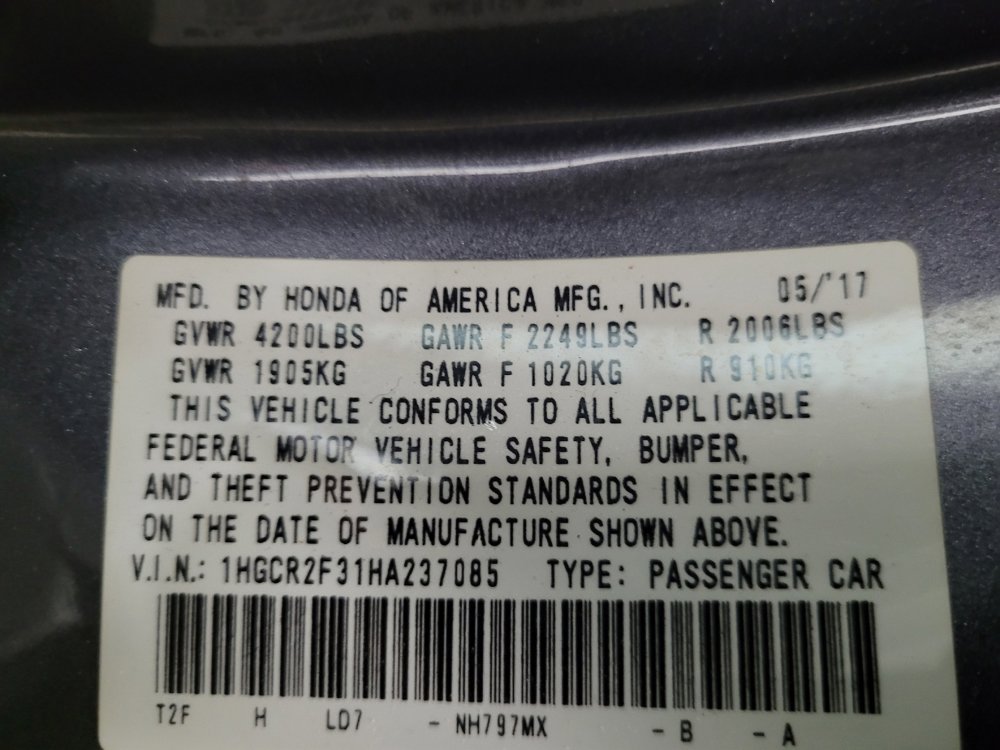 MFD. BY HONDA OF AMERICA MFG., INC. 05/'17
GVWR 4200LBS GAWR F 2249LBS R 2006LBS
GVWR 1905KG GAWR F 1020KG R 910KG
THIS VEHICLE CONFORMS TO ALL APPLICABLE
FEDERAL MOTOR VEHICLE SAFETY, BUMPER,
AND THEFT PREVENTION STANDARDS IN EFFECT
ON THE DATE OF MANUFACTURE SHOWN ABOVE.
V.I.N.: 1HGCR2F31HA237085 TYPE: PASSENGER CAR
T2F H LD7 - NH797MX - B - A